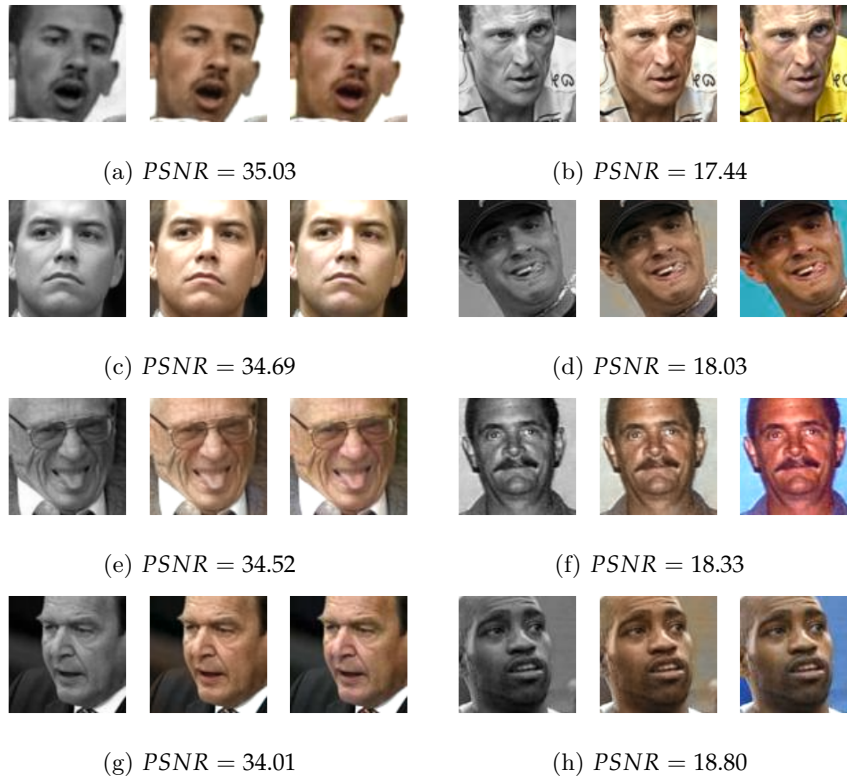 (a) PSNR = 35.03
(b) PSNR = 17.44
(c) PSNR = 34.69
(d) PSNR = 18.03
(e) PSNR = 34.52
(f) PSNR = 18.33
(g) PSNR = 34.01
(h) PSNR = 18.80